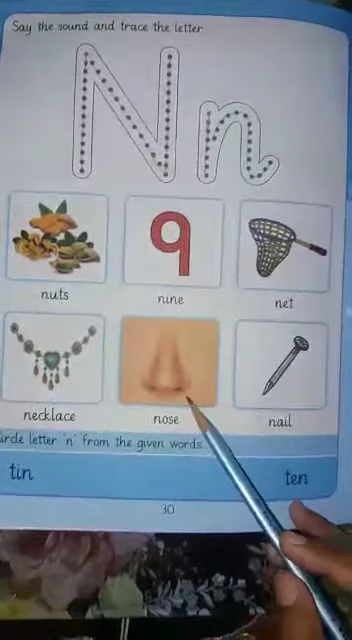 Say the sound and trace the letter
Nn
9
nuts nine net
necklace nose nail
ircle letter 'n' from the given words
tin ten
30